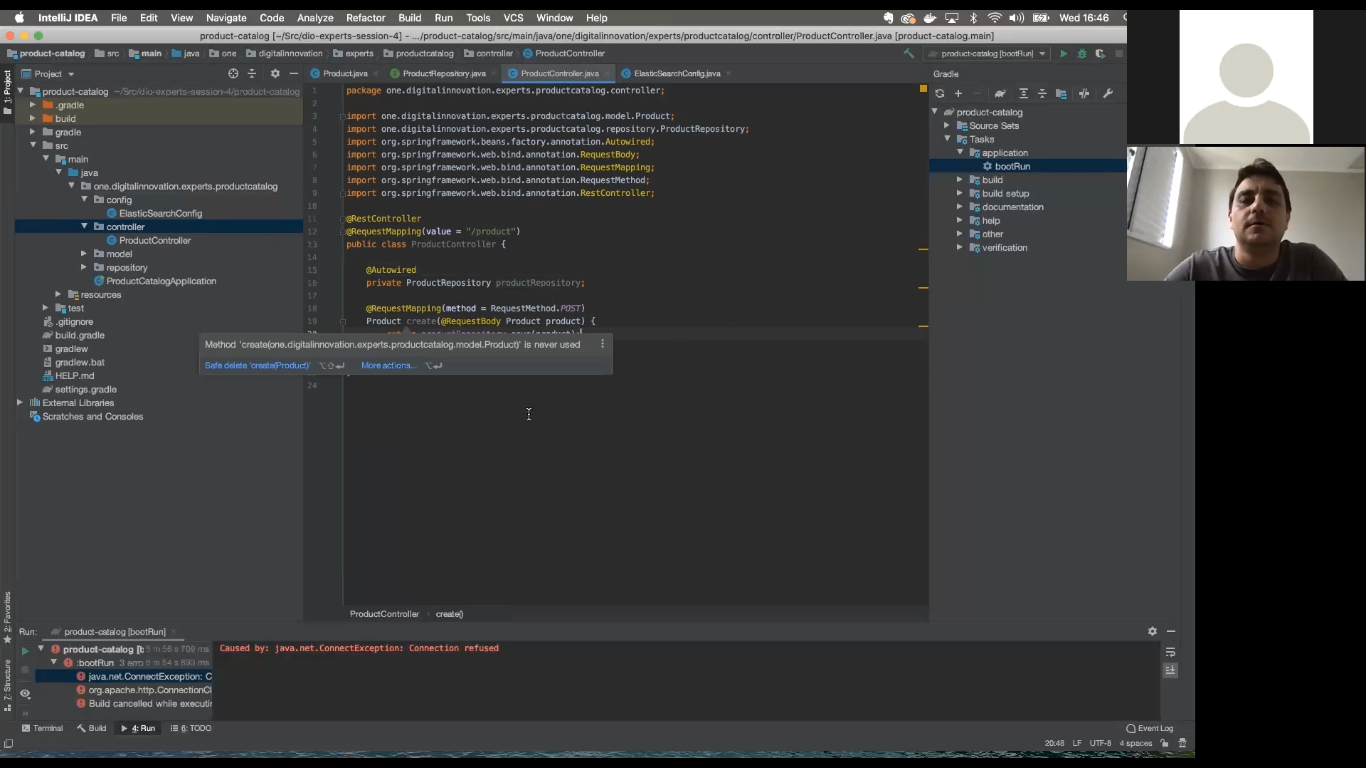 IntelliJ IDEA File Edit View Navigate Code Analyze Refactor Build Run Tools VCS Window Help Wed 16:46
product-catalog [~/Src/dio-experts-session-4/product-catalog] - .../product-catalog/src/main/java/one/digitalinnovation/experts/productcatalog/controller/ProductController.java [product-catalog.main]
product-catalog src main java one digitalinnovation experts productcatalog controller ProductController product-catalog [bootRun]
1: Project
Project
Product.java ProductRepository.java ProductController.java ElasticSearchConfig.java
Gradle
product-catalog ~/Src/dio-experts-session-4/product-catalog
.gradle
build
gradle
src
main
java
one.digitalinnovation.experts.productcatalog
config
ElasticSearchConfig
controller
ProductController
model
repository
ProductCatalogApplication
resources
test
.gitignore
build.gradle
gradlew
gradlew.bat
HELP.md
settings.gradle
External Libraries
Scratches and Consoles
1 package one.digitalinnovation.experts.productcatalog.controller;
2
3 import one.digitalinnovation.experts.productcatalog.model.Product;
4 import one.digitalinnovation.experts.productcatalog.repository.ProductRepository;
5 import org.springframework.beans.factory.annotation.Autowired;
6 import org.springframework.web.bind.annotation.RequestBody;
7 import org.springframework.web.bind.annotation.RequestMapping;
8 import org.springframework.web.bind.annotation.RequestMethod;
9 import org.springframework.web.bind.annotation.RestController;
10
11 @RestController
12 @RequestMapping(value = "/product")
13 public class ProductController {
14
15 @Autowired
16 private ProductRepository productRepository;
17
18 @RequestMapping(method = RequestMethod.POST)
19 Product create(@RequestBody Product product) {
Method 'create(one.digitalinnovation.experts.productcatalog.model.Product)' is never used
Safe delete 'create(Product)' ⌥⇧⏎ More actions... ⌥⏎
24
product-catalog
Source Sets
Tasks
application
bootRun
build
build setup
documentation
help
other
verification
ProductController create()
2: Favorites
7: Structure
Run: product-catalog [bootRun]
product-catalog [b 5 m 56 s 709 ms
:bootRun 3 erro
java.net.ConnectException: C
org.apache.http.ConnectionCl
Build cancelled while executi
Caused by: java.net.ConnectException: Connection refused
Terminal Build 4: Run 6: TODO Event Log
20:48 LF UTF-8 4 spaces